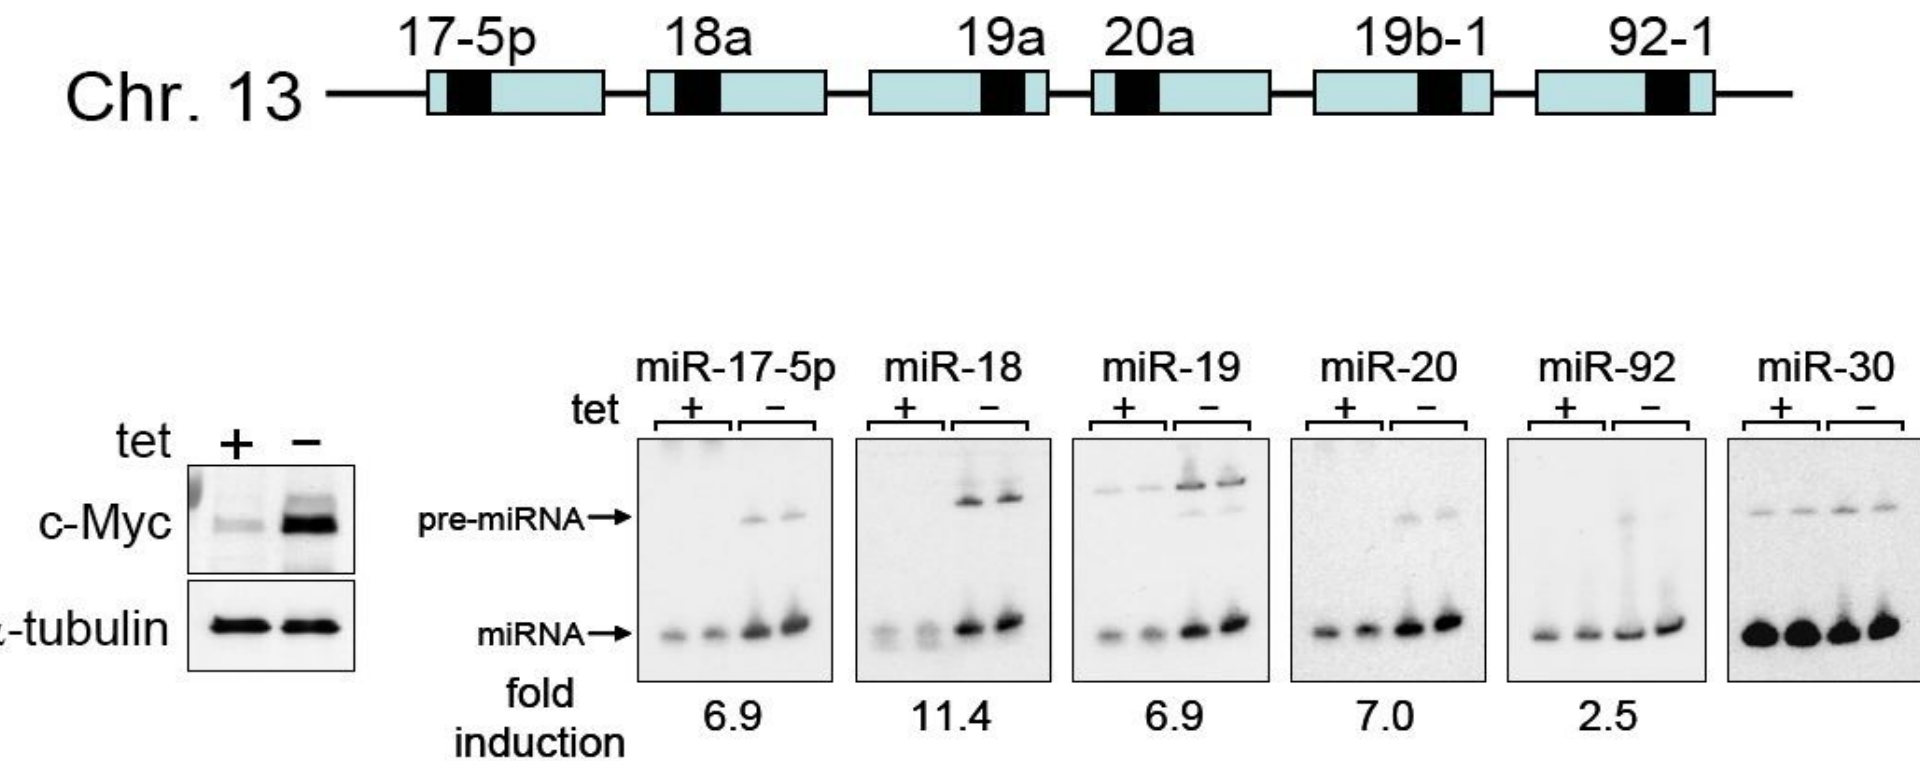 17-5p 18a 19a 20a 19b-1 92-1
Chr. 13
miR-17-5p miR-18 miR-19 miR-20 miR-92 miR-30
tet + − + − + − + − + − + −
tet + −
c-Myc
pre-miRNA
-tubulin
miRNA
fold induction
6.9 11.4 6.9 7.0 2.5